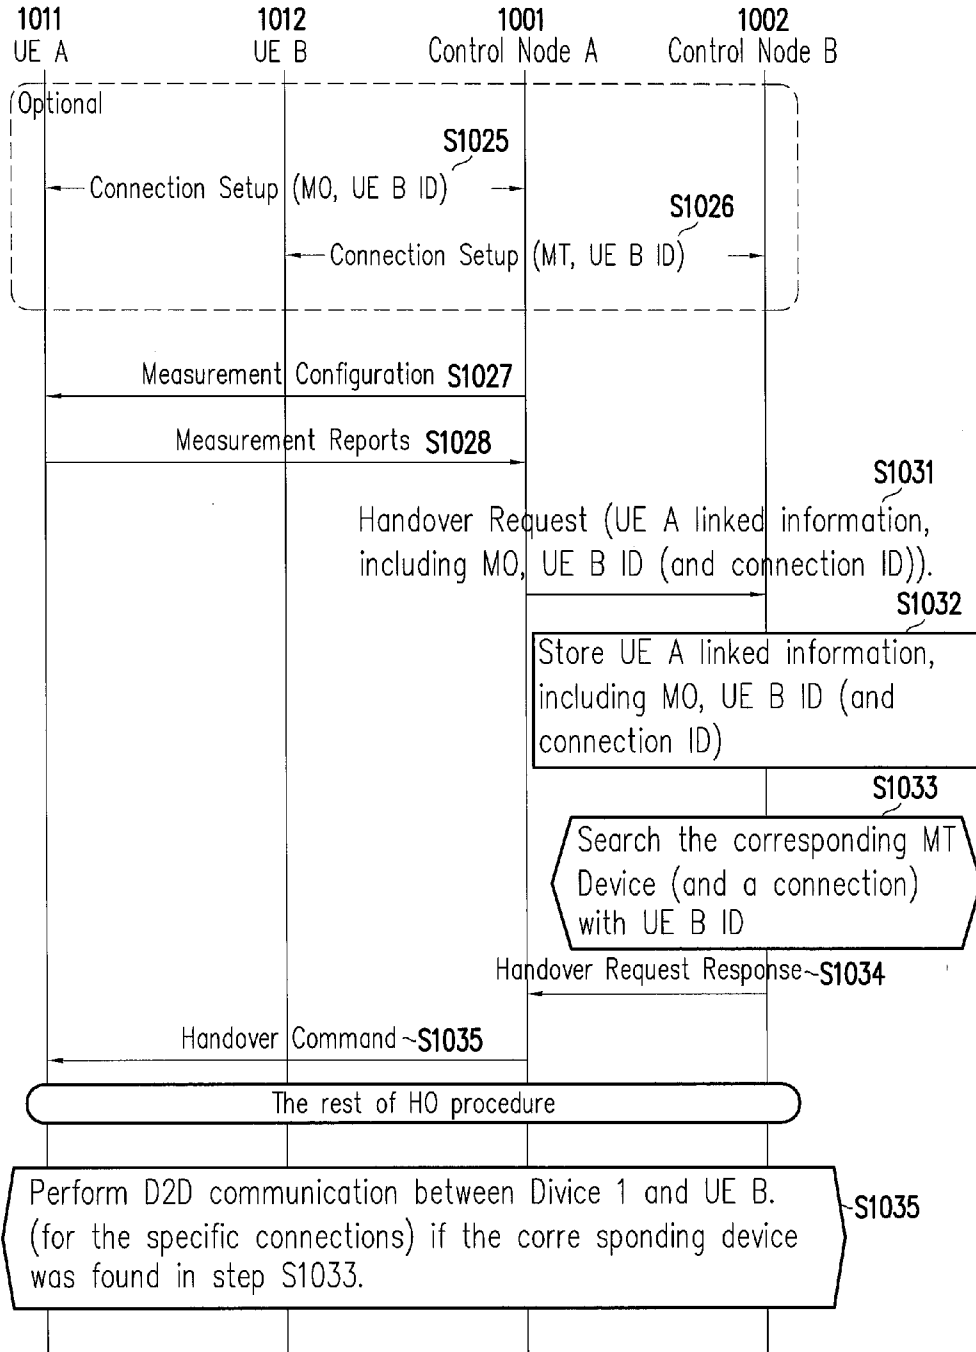 1011 1012 1001 1002
UE A UE B Control Node A Control Node B
Optional
S1025
Connection Setup (MO, UE B ID)
S1026
Connection Setup (MT, UE B ID)
Measurement Configuration S1027
Measurement Reports S1028
S1031
Handover Request (UE A linked information,
including MO, UE B ID (and connection ID)).
S1032
Store UE A linked information,
including MO, UE B ID (and
connection ID)
S1033
Search the corresponding MT
Device (and a connection)
with UE B ID
Handover Request Response~S1034
Handover Command~S1035
The rest of HO procedure
Perform D2D communication between Divice 1 and UE B.
S1035
(for the specific connections) if the corre sponding device
was found in step S1033.